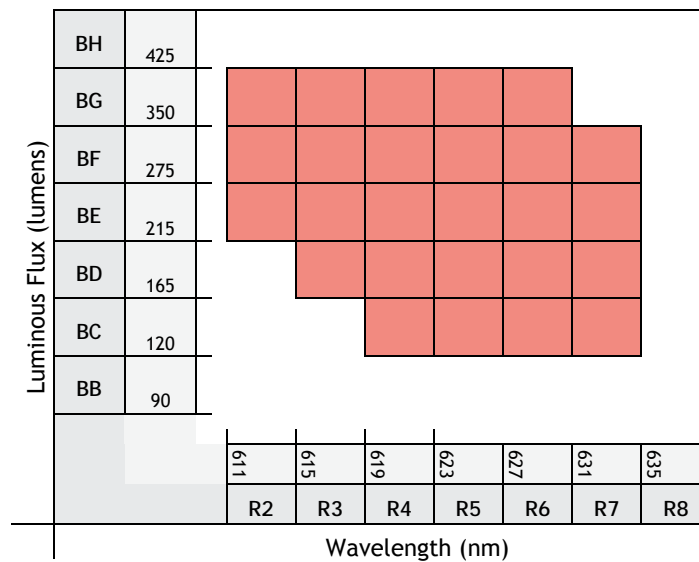 Luminous Flux (lumens)
BH 425
BG 350
BF 275
BE 215
BD 165
BC 120
BB 90
611 615 619 623 627 631 635
R2 R3 R4 R5 R6 R7 R8
Wavelength (nm)